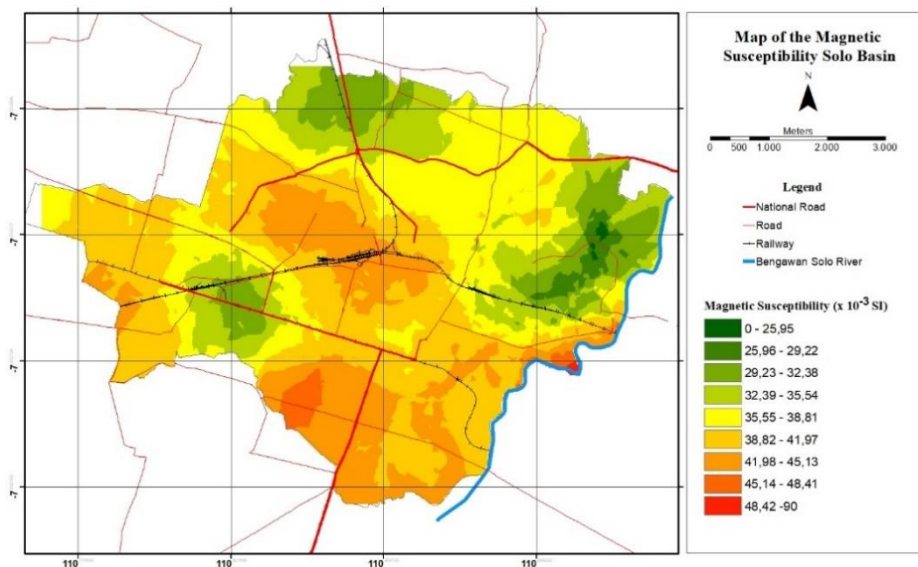 Map of the Magnetic
Susceptibility Solo Basin
N
Meters
0 500 1.000 2.000 3.000
Legend
National Road
Road
Railway
Bengawan Solo River
Magnetic Susceptibility (x 10⁻³ SI)
0 - 25,95
25,96 - 29,22
29,23 - 32,38
32,39 - 35,54
35,55 - 38,81
38,82 - 41,97
41,98 - 45,13
45,14 - 48,41
48,42 -90
-7
-7
-7
-7
110 110 110 110